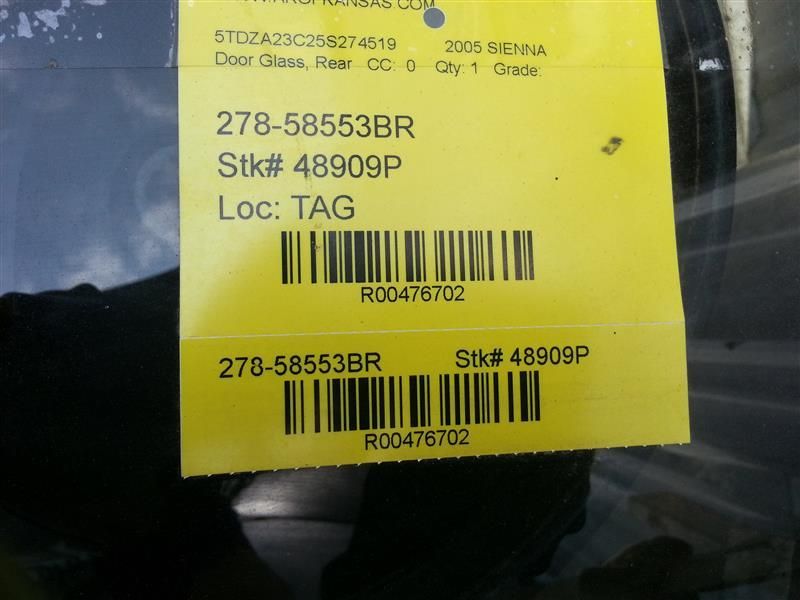 5TDZA23C25S274519 2005 SIENNA
Door Glass, Rear CC: 0 Qty: 1 Grade:
278-58553BR
Stk# 48909P
Loc: TAG
R00476702
278-58553BR Stk# 48909P
R00476702